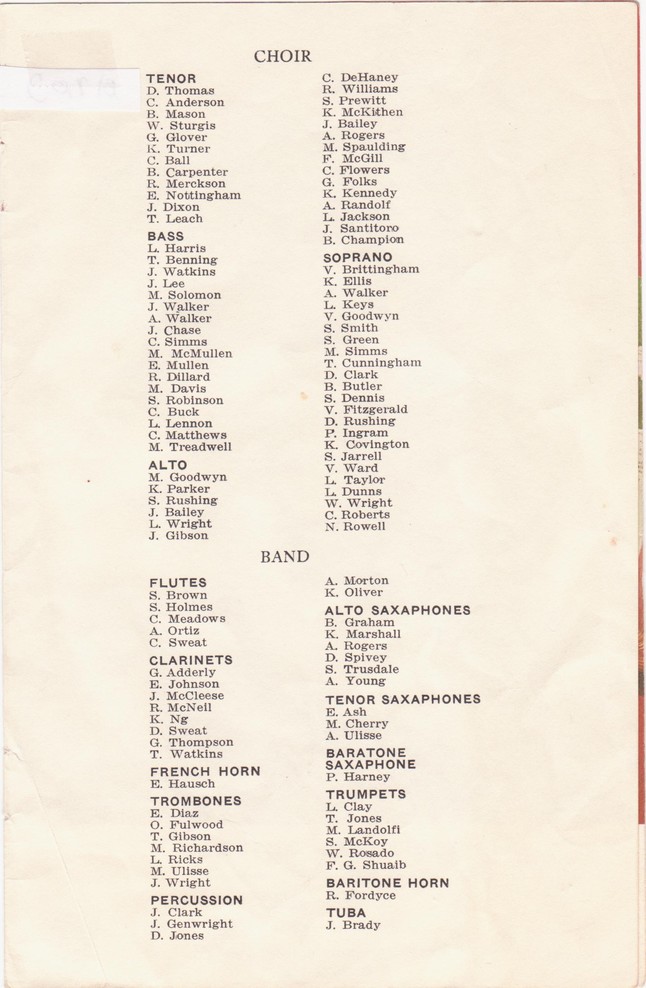 CHOIR
TENOR
D. Thomas
C. Anderson
B. Mason
W. Sturgis
G. Glover
K. Turner
C. Ball
B. Carpenter
R. Merckson
E. Nottingham
J. Dixon
T. Leach
BASS
L. Harris
T. Benning
J. Watkins
J. Lee
M. Solomon
J. Walker
A. Walker
J. Chase
C. Simms
M. McMullen
E. Mullen
R. Dillard
M. Davis
S. Robinson
C. Buck
L. Lennon
C. Matthews
M. Treadwell
ALTO
M. Goodwyn
K. Parker
S. Rushing
J. Bailey
L. Wright
J. Gibson
C. DeHaney
R. Williams
S. Prewitt
K. McKithen
J. Bailey
A. Rogers
M. Spaulding
F. McGill
C. Flowers
G. Folks
K. Kennedy
A. Randolf
L. Jackson
J. Santitoro
B. Champion
SOPRANO
V. Brittingham
K. Ellis
A. Walker
L. Keys
V. Goodwyn
S. Smith
S. Green
M. Simms
T. Cunningham
D. Clark
B. Butler
S. Dennis
V. Fitzgerald
D. Rushing
P. Ingram
K. Covington
S. Jarrell
V. Ward
L. Taylor
L. Dunns
W. Wright
C. Roberts
N. Rowell
BAND
FLUTES
S. Brown
S. Holmes
C. Meadows
A. Ortiz
C. Sweat
CLARINETS
G. Adderly
E. Johnson
J. McCleese
R. McNeil
K. Ng
D. Sweat
G. Thompson
T. Watkins
FRENCH HORN
E. Hausch
TROMBONES
E. Diaz
O. Fulwood
T. Gibson
M. Richardson
L. Ricks
M. Ulisse
J. Wright
PERCUSSION
J. Clark
J. Genwright
D. Jones
A. Morton
K. Oliver
ALTO SAXAPHONES
B. Graham
K. Marshall
A. Rogers
D. Spivey
S. Trusdale
A. Young
TENOR SAXAPHONES
E. Ash
M. Cherry
A. Ulisse
BARATONE
SAXAPHONE
P. Harney
TRUMPETS
L. Clay
T. Jones
M. Landolfi
S. McKoy
W. Rosado
F. G. Shuaib
BARITONE HORN
R. Fordyce
TUBA
J. Brady